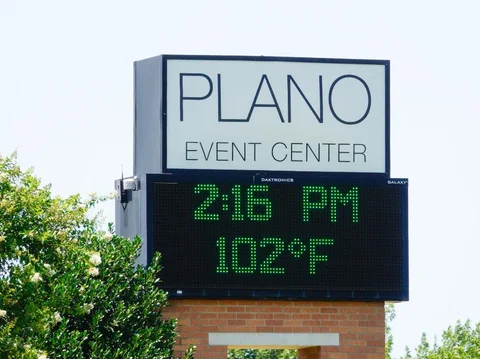 PLANO
EVENT CENTER
DAKTRONICS GALAXY
2:16 PM
102°F